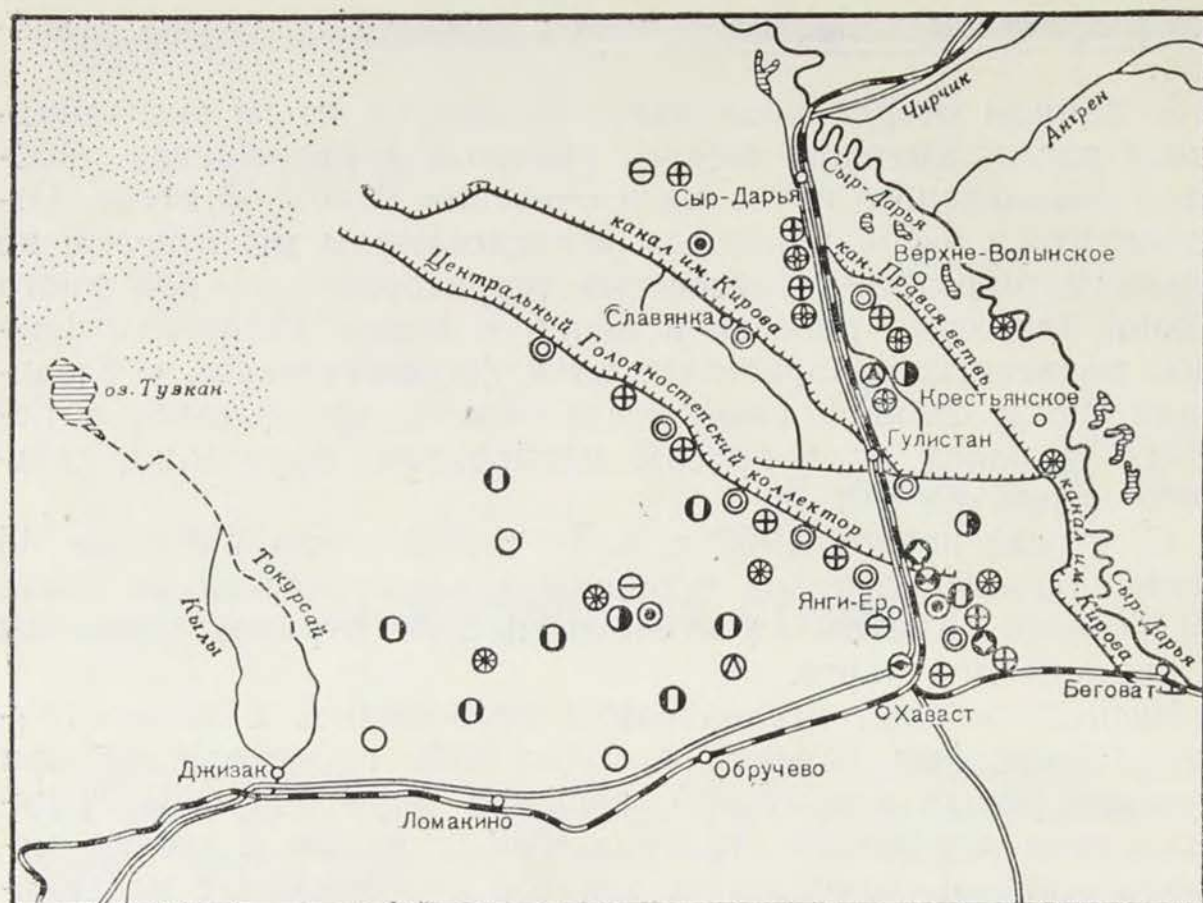 Чирчик
Ангрен
Сыр-Дарья
Сыр-Дарья
канал им. Кирова
кан. Правая ветвь
Верхне-Волынское
Центральный Голодностепский коллектор
Славянка
оз. Тузкан
Крестьянское
Гулистан
канал им. Кирова
Токурсай
Кылы
Янги-Ер
Сыр-Дарья
Беговат
Хаваст
Джизак
Обручево
Ломакино